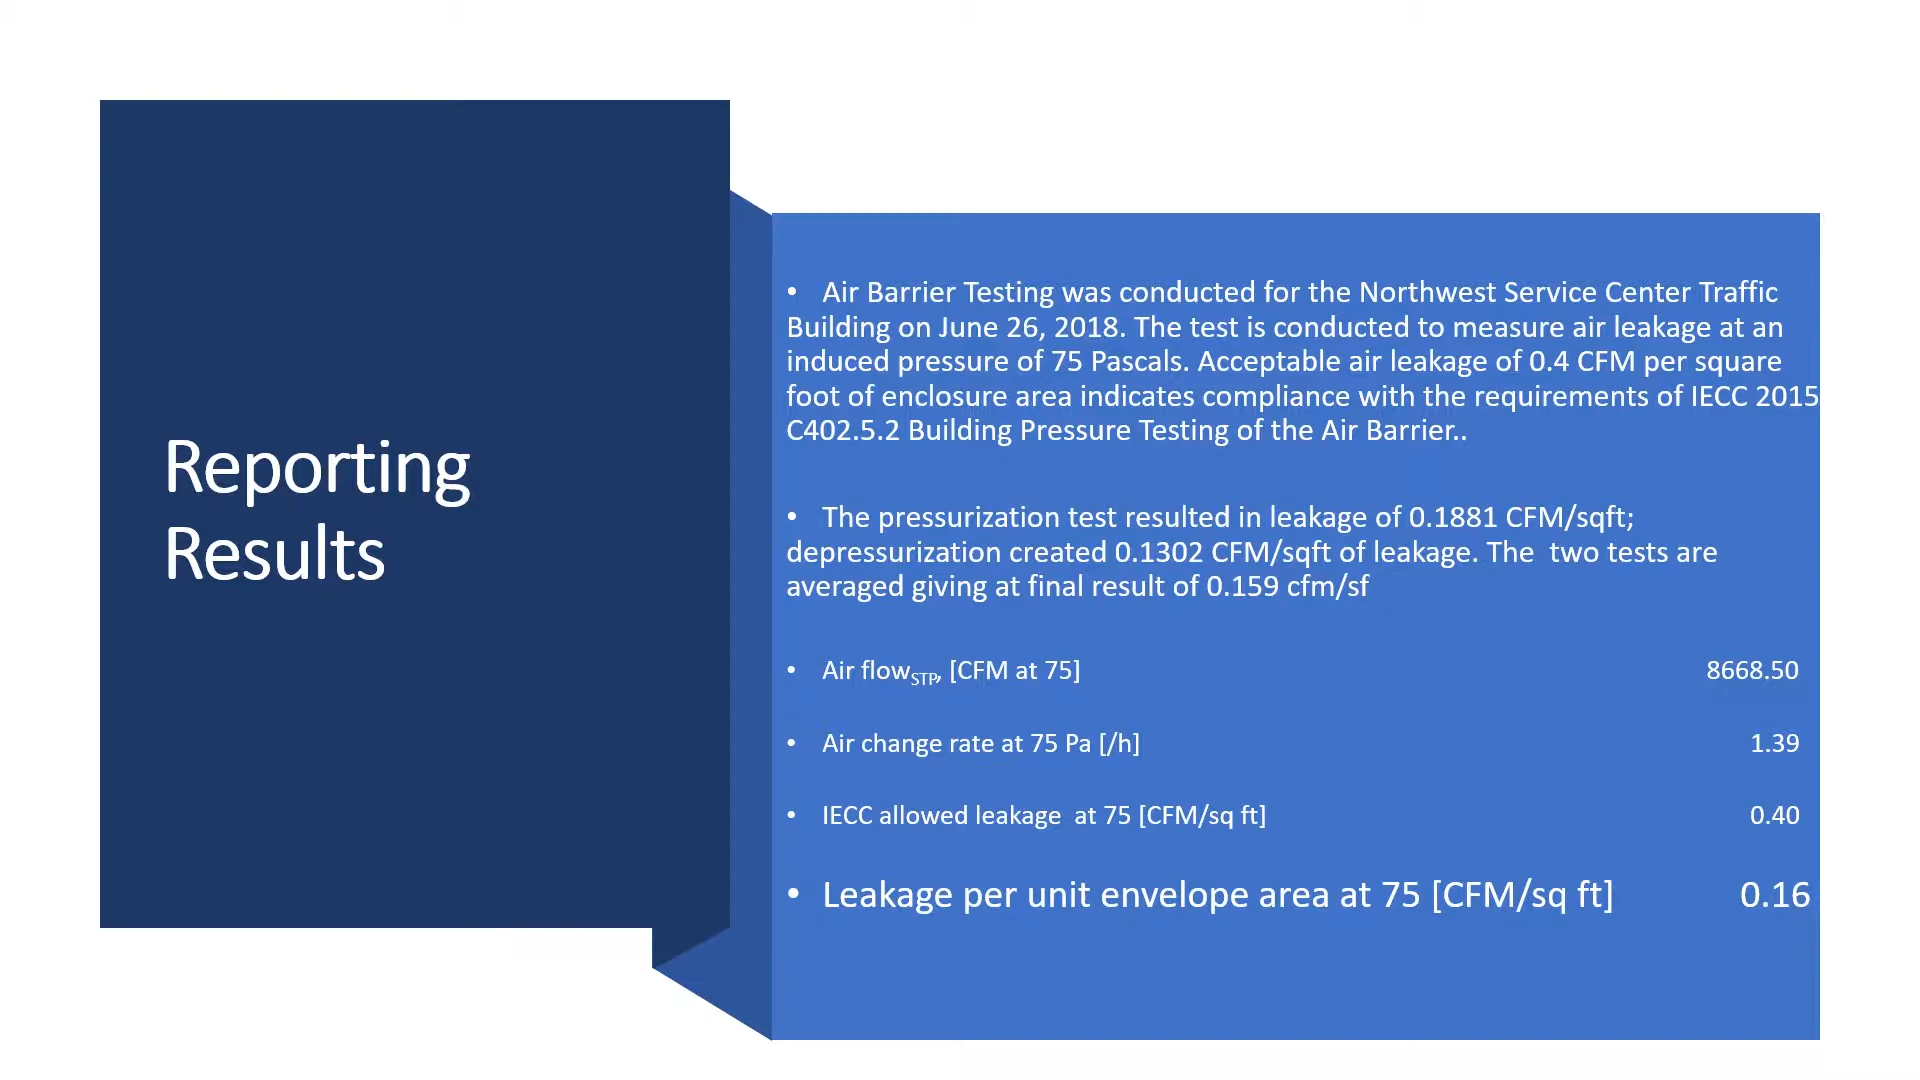 Reporting
Results
• Air Barrier Testing was conducted for the Northwest Service Center Traffic
Building on June 26, 2018. The test is conducted to measure air leakage at an
induced pressure of 75 Pascals. Acceptable air leakage of 0.4 CFM per square
foot of enclosure area indicates compliance with the requirements of IECC 2015
C402.5.2 Building Pressure Testing of the Air Barrier..
• The pressurization test resulted in leakage of 0.1881 CFM/sqft;
depressurization created 0.1302 CFM/sqft of leakage. The  two tests are
averaged giving at final result of 0.159 cfm/sf
• Air flowSTP, [CFM at 75] 8668.50
• Air change rate at 75 Pa [/h] 1.39
• IECC allowed leakage  at 75 [CFM/sq ft] 0.40
• Leakage per unit envelope area at 75 [CFM/sq ft] 0.16